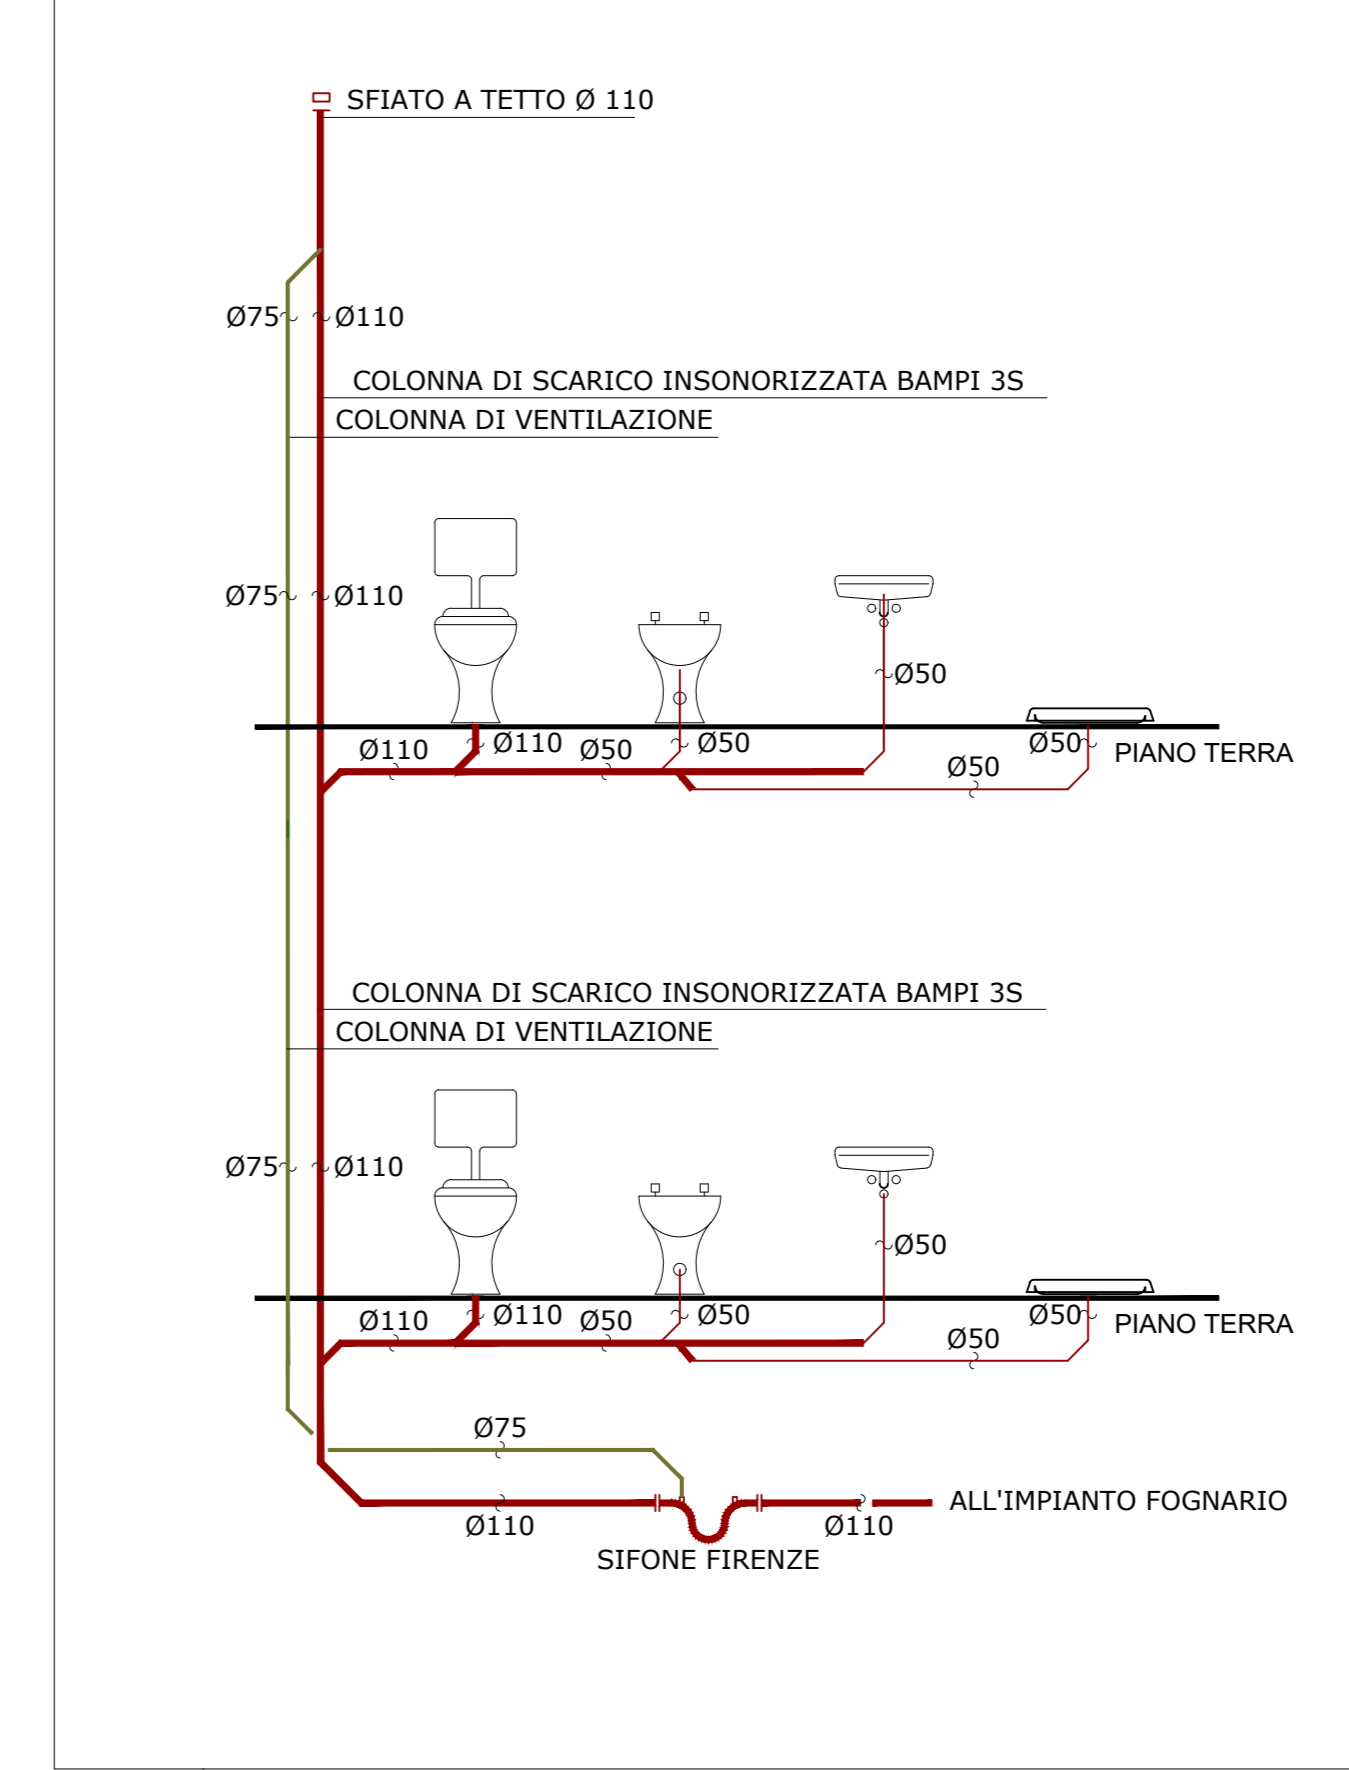 SFIATO A TETTO Ø 110
Ø75 Ø110
COLONNA DI SCARICO INSONORIZZATA BAMPI 3S
COLONNA DI VENTILAZIONE
Ø75 Ø110
Ø50
Ø110 Ø110 Ø50 Ø50 Ø50 PIANO TERRA
Ø50
COLONNA DI SCARICO INSONORIZZATA BAMPI 3S
COLONNA DI VENTILAZIONE
Ø75 Ø110
Ø50
Ø110 Ø110 Ø50 Ø50 Ø50 PIANO TERRA
Ø50
Ø75
ALL'IMPIANTO FOGNARIO
Ø110 Ø110
SIFONE FIRENZE